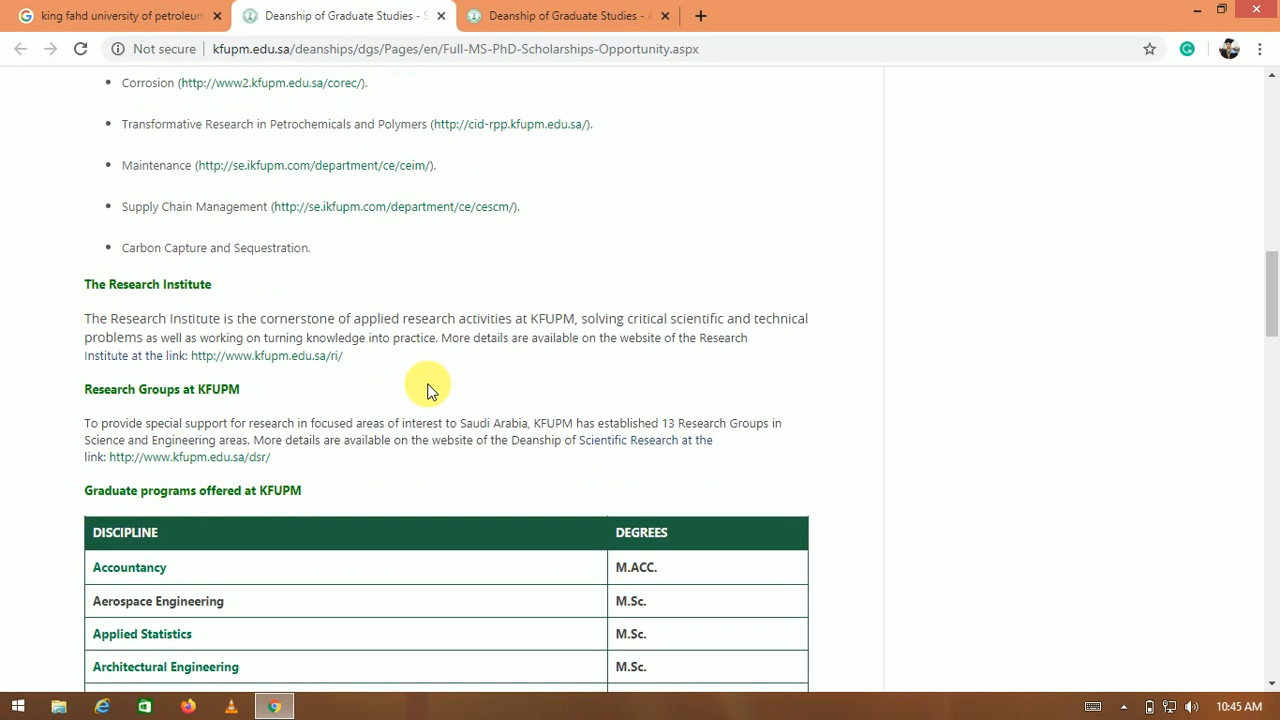 king fahd university of petroleum
Deanship of Graduate Studies - S
Deanship of Graduate Studies - A
Not secure
kfupm.edu.sa/deanships/dgs/Pages/en/Full-MS-PhD-Scholarships-Opportunity.aspx
Corrosion (http://www2.kfupm.edu.sa/corec/).
Transformative Research in Petrochemicals and Polymers (http://cid-rpp.kfupm.edu.sa/).
Maintenance (http://se.ikfupm.com/department/ce/ceim/).
Supply Chain Management (http://se.ikfupm.com/department/ce/cescm/).
Carbon Capture and Sequestration.
The Research Institute
The Research Institute is the cornerstone of applied research activities at KFUPM, solving critical scientific and technical
problems as well as working on turning knowledge into practice. More details are available on the website of the Research
Institute at the link: http://www.kfupm.edu.sa/ri/
Research Groups at KFUPM
To provide special support for research in focused areas of interest to Saudi Arabia, KFUPM has established 13 Research Groups in
Science and Engineering areas. More details are available on the website of the Deanship of Scientific Research at the
link: http://www.kfupm.edu.sa/dsr/
Graduate programs offered at KFUPM
DISCIPLINE DEGREES
Accountancy M.ACC.
Aerospace Engineering M.Sc.
Applied Statistics M.Sc.
Architectural Engineering M.Sc.
10:45 AM